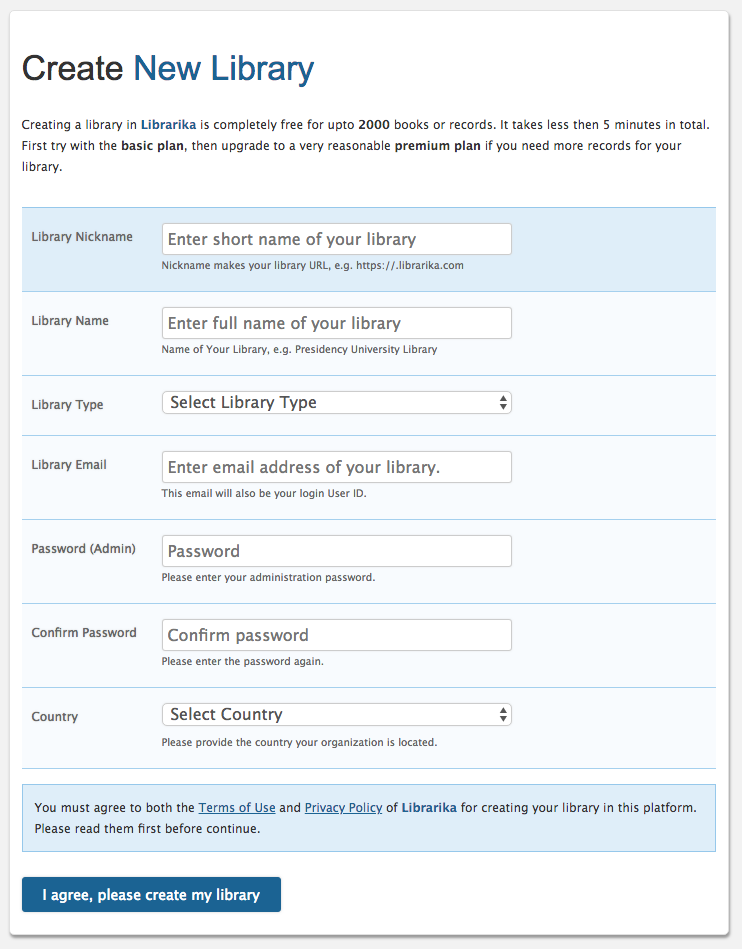 Create New Library
Creating a library in Librarika is completely free for upto 2000 books or records. It takes less then 5 minutes in total.
First try with the basic plan, then upgrade to a very reasonable premium plan if you need more records for your
library.
Library Nickname
Enter short name of your library
Nickname makes your library URL, e.g. https://.librarika.com
Library Name
Enter full name of your library
Name of Your Library, e.g. Presidency University Library
Library Type
Select Library Type
Library Email
Enter email address of your library.
This email will also be your login User ID.
Password (Admin)
Password
Please enter your administration password.
Confirm Password
Confirm password
Please enter the password again.
Country
Select Country
Please provide the country your organization is located.
You must agree to both the Terms of Use and Privacy Policy of Librarika for creating your library in this platform.
Please read them first before continue.
I agree, please create my library